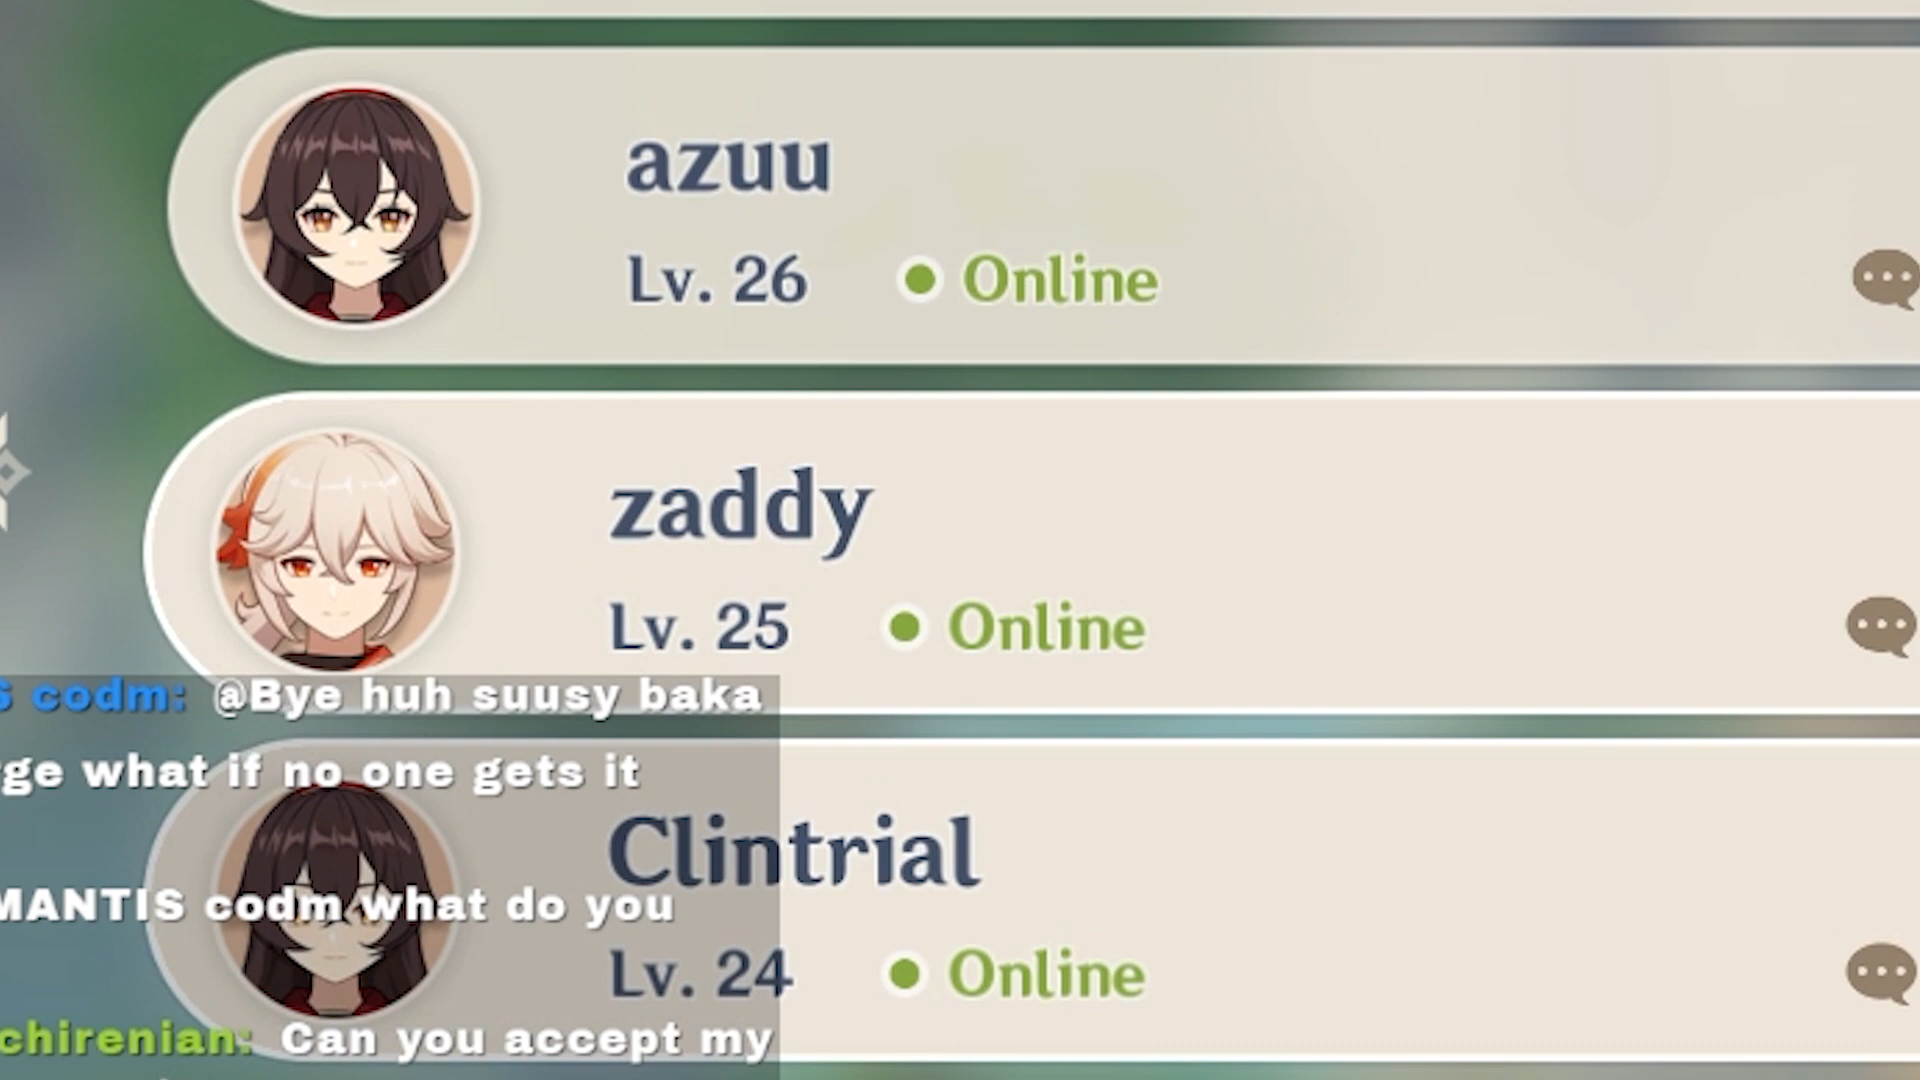 azuu
Lv. 26 Online
zaddy
Lv. 25 Online
codm: @Bye huh suusy baka
what if no one gets it
Clintrial
MANTIS codm what do you
Lv. 24 Online
chirenian: Can you accept my